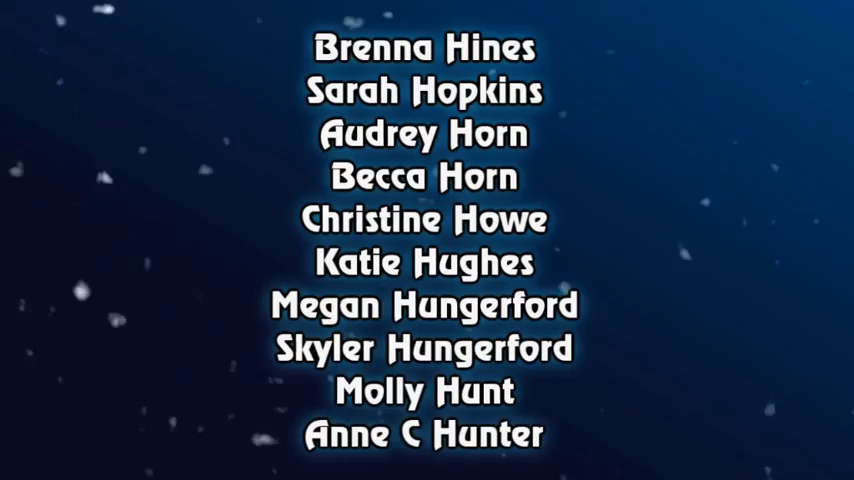 Brenna Hines
Sarah Hopkins
Audrey Horn
Becca Horn
Christine Howe
Katie Hughes
Megan Hungerford
Skyler Hungerford
Molly Hunt
Anne C Hunter